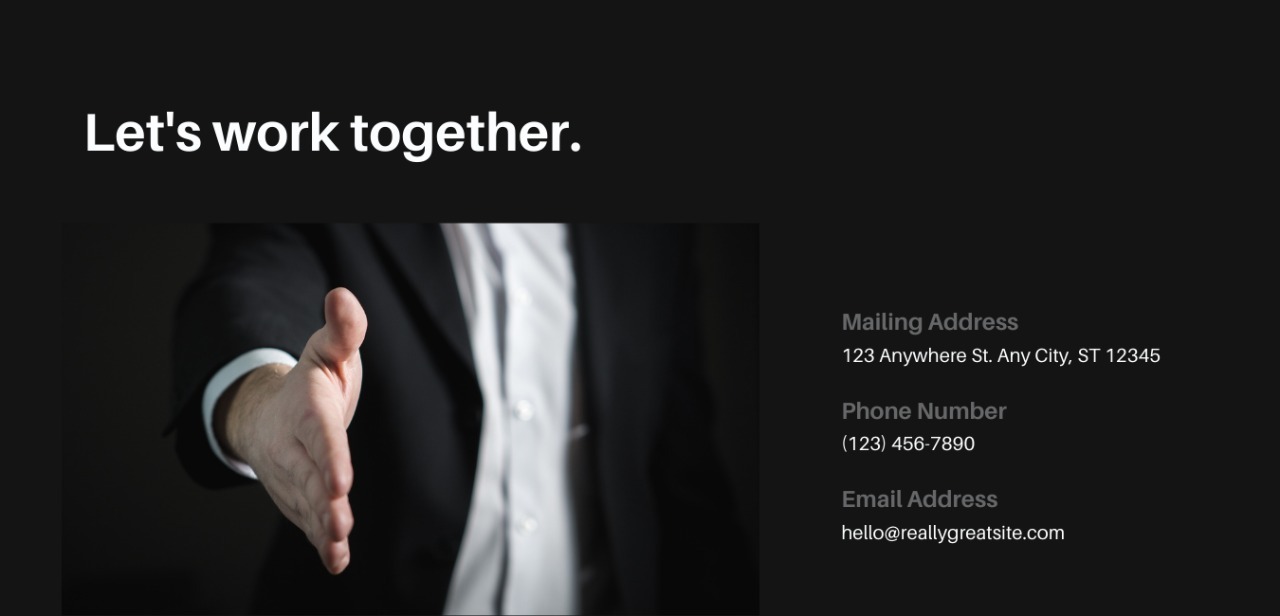 Let's work together.
Mailing Address
123 Anywhere St. Any City, ST 12345
Phone Number
(123) 456-7890
Email Address
hello@reallygreatsite.com